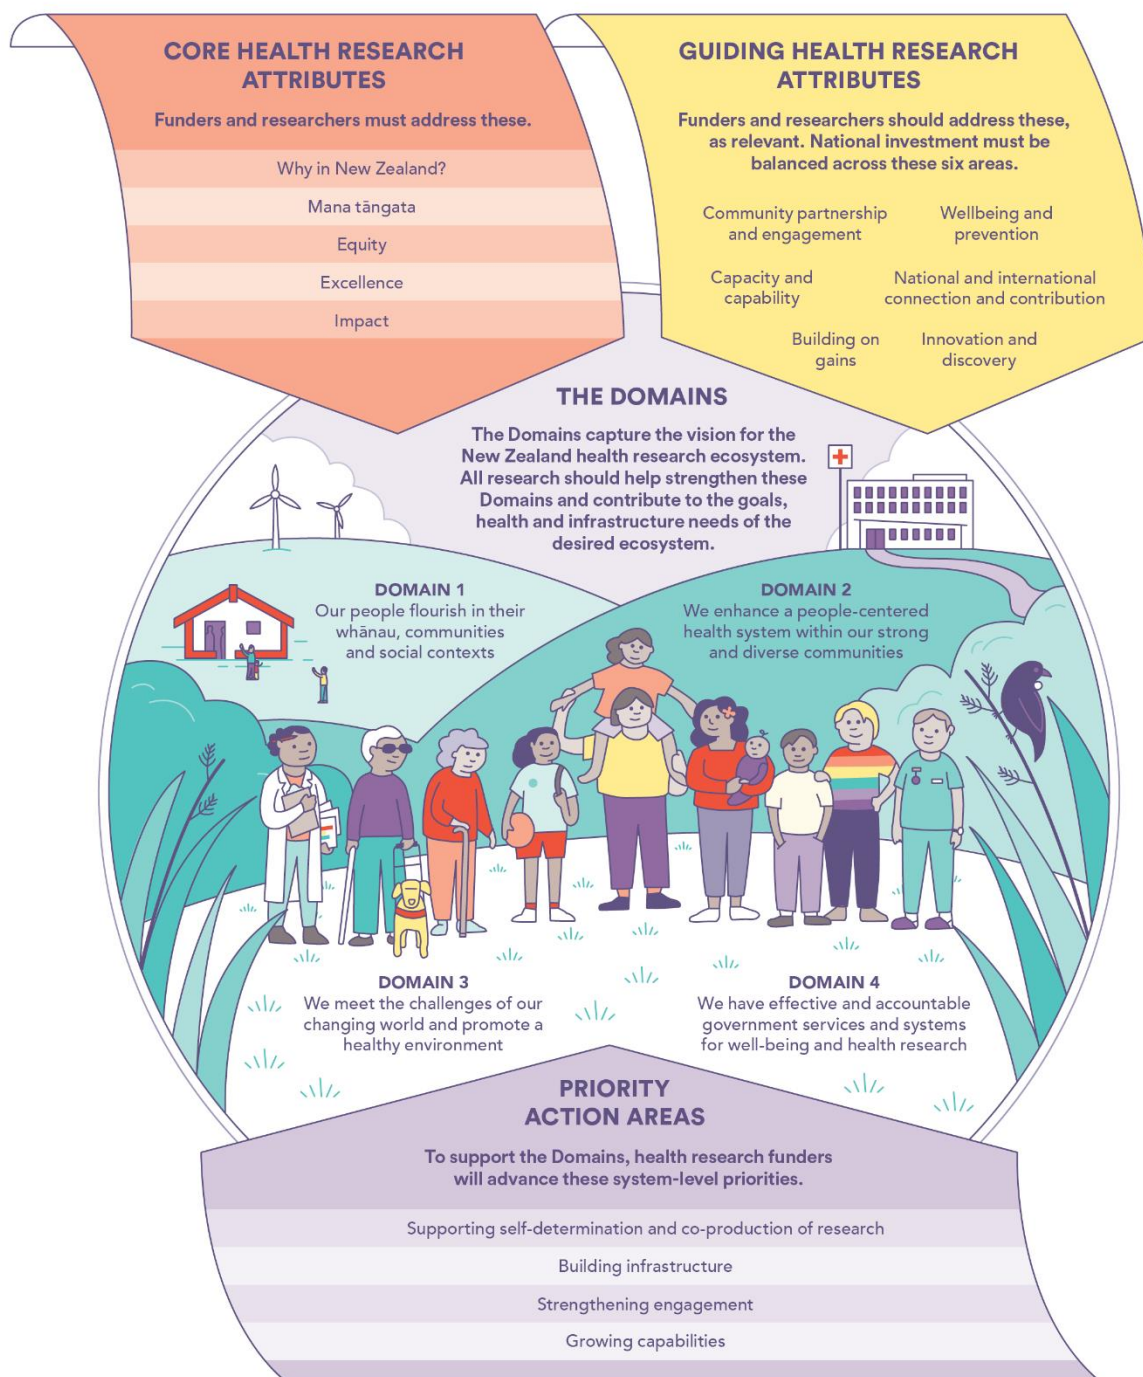 CORE HEALTH RESEARCH
ATTRIBUTES
Funders and researchers must address these.
Why in New Zealand?
Mana tāngata
Equity
Excellence
Impact
GUIDING HEALTH RESEARCH
ATTRIBUTES
Funders and researchers should address these,
as relevant. National investment must be
balanced across these six areas.
Community partnership
and engagement
Wellbeing and
prevention
Capacity and
capability
National and international
connection and contribution
Building on
gains
Innovation and
discovery
THE DOMAINS
The Domains capture the vision for the
New Zealand health research ecosystem.
All research should help strengthen these
Domains and contribute to the goals,
health and infrastructure needs of the
desired ecosystem.
DOMAIN 1
Our people flourish in their
whānau, communities
and social contexts
DOMAIN 2
We enhance a people-centered
health system within our strong
and diverse communities
DOMAIN 3
We meet the challenges of our
changing world and promote a
healthy environment
DOMAIN 4
We have effective and accountable
government services and systems
for well-being and health research
PRIORITY
ACTION AREAS
To support the Domains, health research funders
will advance these system-level priorities.
Supporting self-determination and co-production of research
Building infrastructure
Strengthening engagement
Growing capabilities